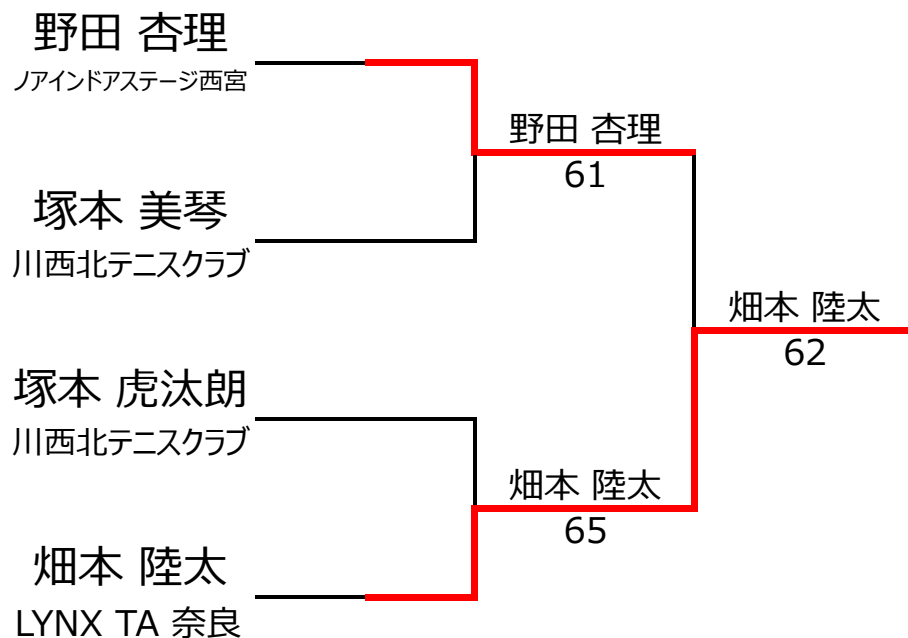 野田 杏理
ノアインドアステージ西宮
野田 杏理
61
塚本 美琴
川西北テニスクラブ
畑本 陸太
62
塚本 虎汰朗
川西北テニスクラブ
畑本 陸太
65
畑本 陸太
LYNX TA 奈良